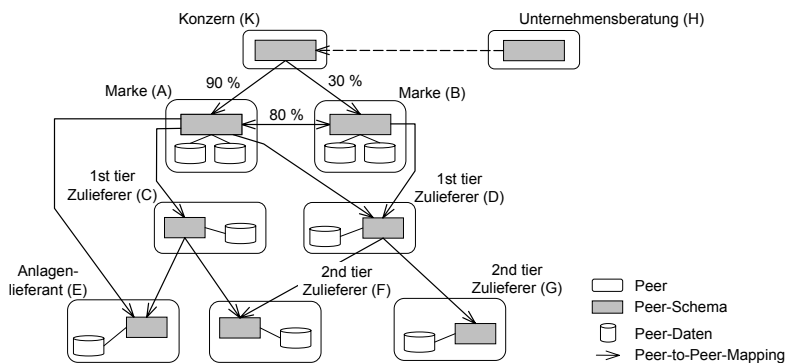 Konzern (K)
Unternehmensberatung (H)
90 %
30 %
Marke (A)
80 %
Marke (B)
1st tier
Zulieferer (C)
1st tier
Zulieferer (D)
Anlagen-
lieferant (E)
2nd tier
Zulieferer (F)
2nd tier
Zulieferer (G)
Peer
Peer-Schema
Peer-Daten
Peer-to-Peer-Mapping